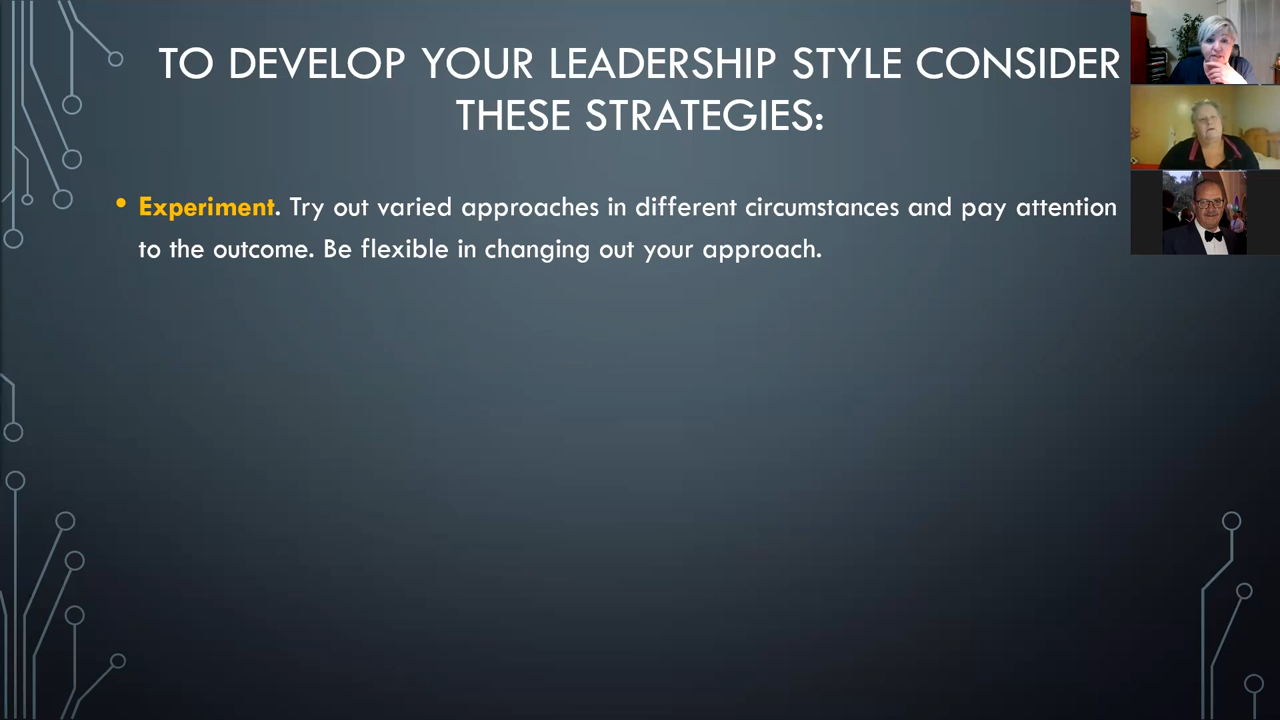 TO DEVELOP YOUR LEADERSHIP STYLE CONSIDER
THESE STRATEGIES:
• Experiment. Try out varied approaches in different circumstances and pay attention
to the outcome. Be flexible in changing out your approach.